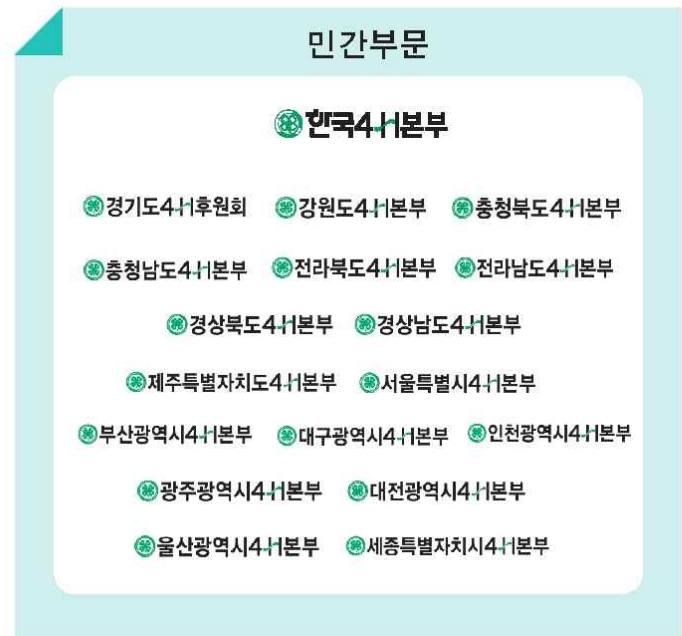 민간부문
한국4-H본부
경기도4-H후원회 강원도4-H본부 충청북도4-H본부
충청남도4-H본부 전라북도4-H본부 전라남도4-H본부
경상북도4-H본부 경상남도4-H본부
제주특별자치도4-H본부 서울특별시4-H본부
부산광역시4-H본부 대구광역시4-H본부 인천광역시4-H본부
광주광역시4-H본부 대전광역시4-H본부
울산광역시4-H본부 세종특별자치시4-H본부